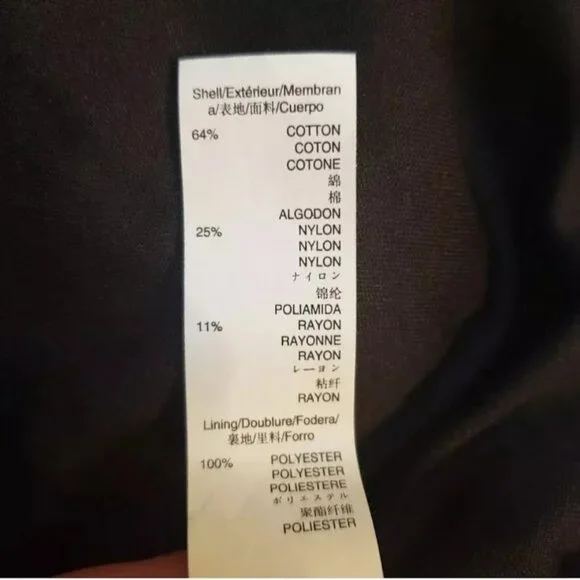 Shell/Extérieur/Membran
a/表地/面料/Cuerpo
64% COTTON
COTON
COTONE
綿
棉
ALGODON
25% NYLON
NYLON
NYLON
ナイロン
锦纶
POLIAMIDA
11% RAYON
RAYONNE
RAYON
レーヨン
粘纤
RAYON
Lining/Doublure/Fodera/
裏地/里料/Forro
100% POLYESTER
POLYESTER
POLIESTERE
ポリエステル
聚酯纤维
POLIESTER